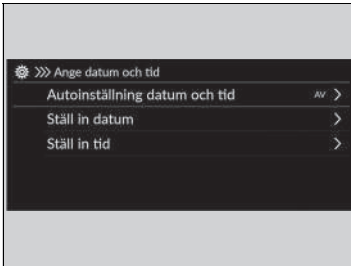 Ange datum och tid
Autoinställning datum och tid AV
Ställ in datum
Ställ in tid